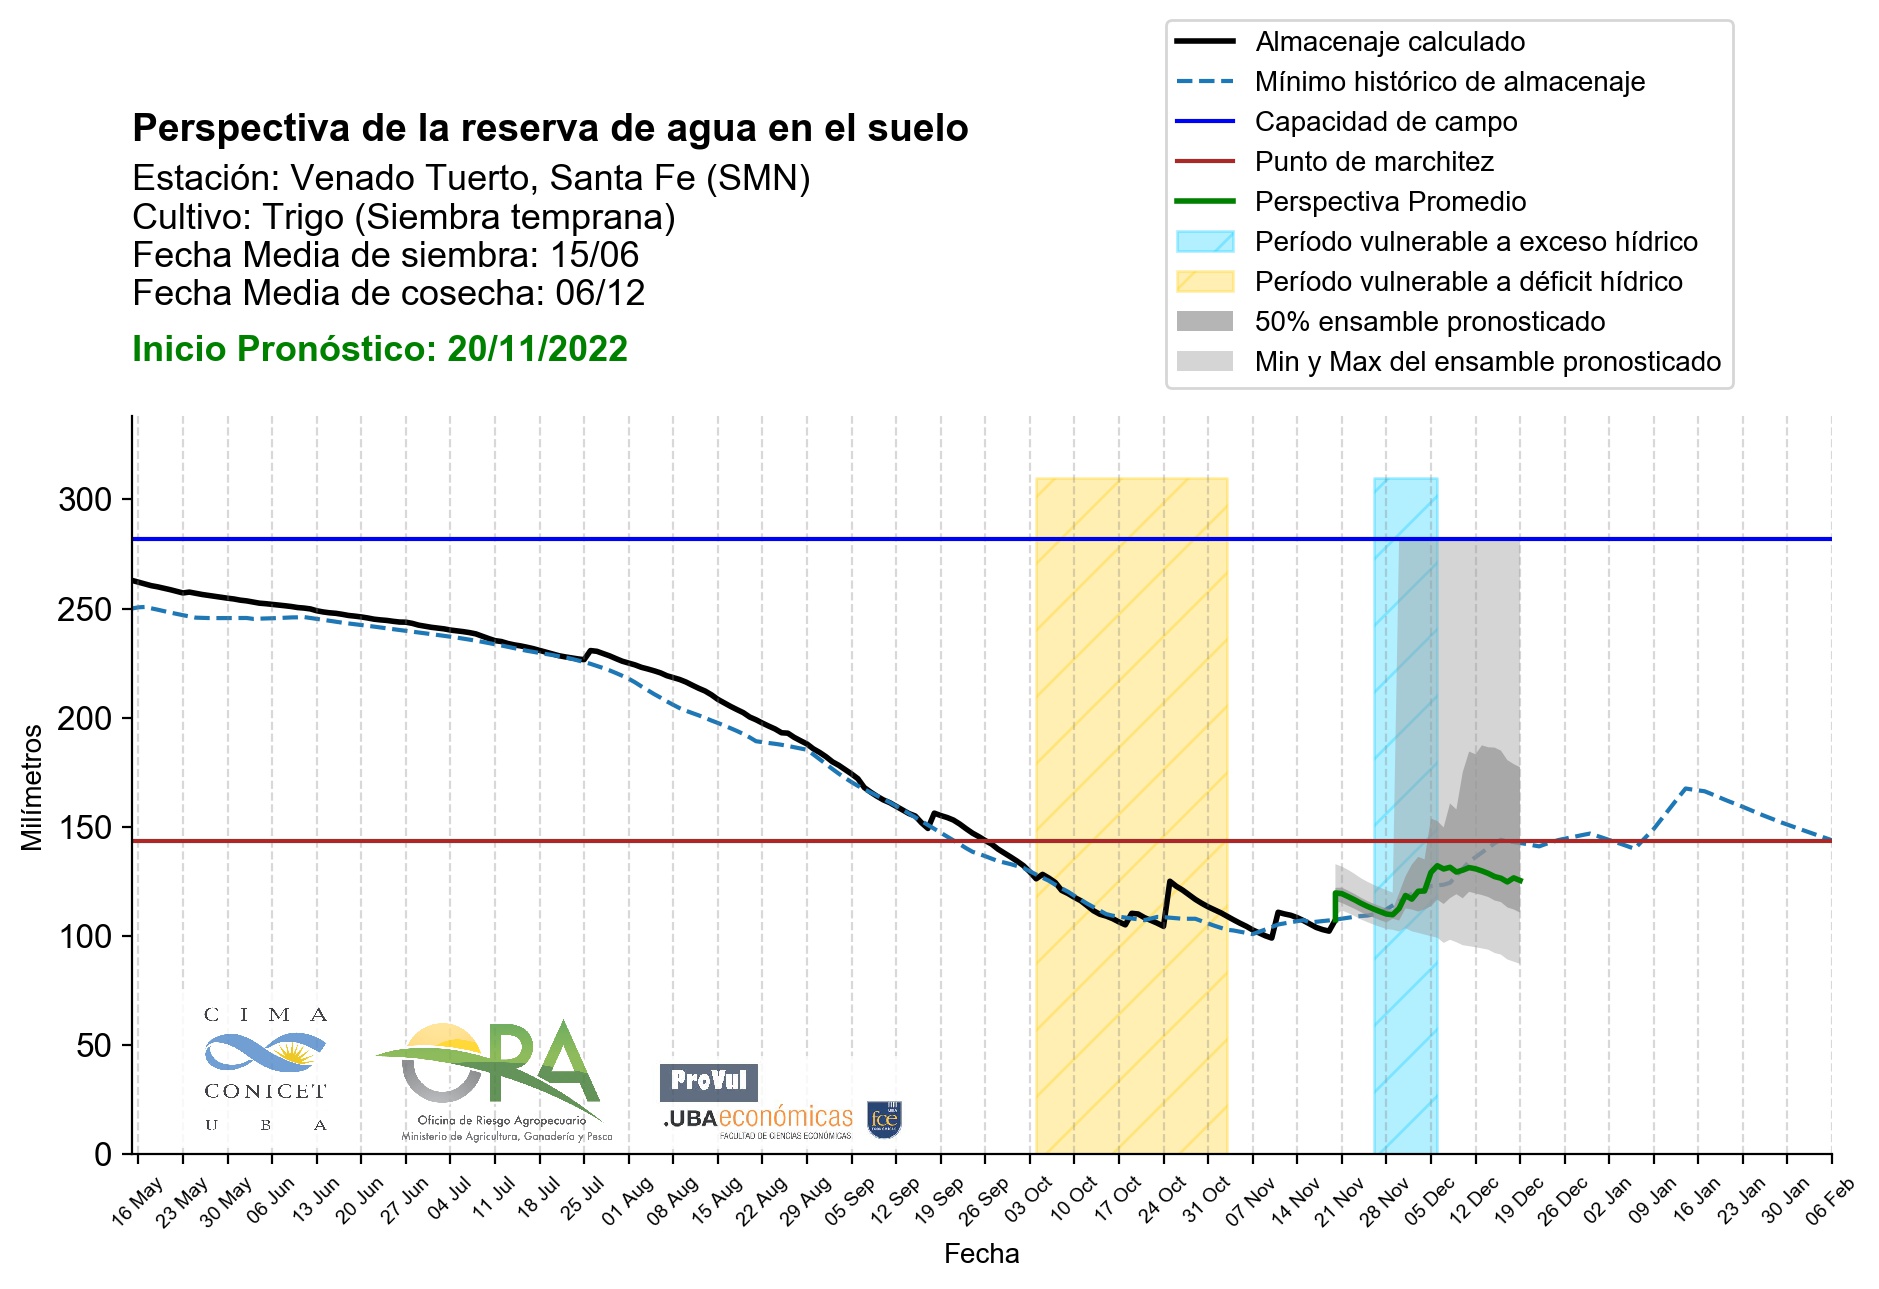 Almacenaje calculado
Mínimo histórico de almacenaje
Capacidad de campo
Punto de marchitez
Perspectiva Promedio
Período vulnerable a exceso hídrico
Período vulnerable a déficit hídrico
50% ensamble pronosticado
Min y Max del ensamble pronosticado
Perspectiva de la reserva de agua en el suelo
Estación: Venado Tuerto, Santa Fe (SMN)
Cultivo: Trigo (Siembra temprana)
Fecha Media de siembra: 15/06
Fecha Media de cosecha: 06/12
Inicio Pronóstico: 20/11/2022
300
250
200
150
100
50
0
Milímetros
CIMA
CONICET
UBA
ORA
Oficina de Riesgo Agropecuario
Ministerio de Agricultura, Ganadería y Pesca
ProVul
.UBAeconómicas
FACULTAD DE CIENCIAS ECONÓMICAS
fce
16 May
23 May
30 May
06 Jun
13 Jun
20 Jun
27 Jun
04 Jul
11 Jul
18 Jul
25 Jul
01 Aug
08 Aug
15 Aug
22 Aug
29 Aug
05 Sep
12 Sep
19 Sep
26 Sep
03 Oct
10 Oct
17 Oct
24 Oct
31 Oct
07 Nov
14 Nov
21 Nov
28 Nov
05 Dec
12 Dec
19 Dec
26 Dec
02 Jan
09 Jan
16 Jan
23 Jan
30 Jan
06 Feb
Fecha